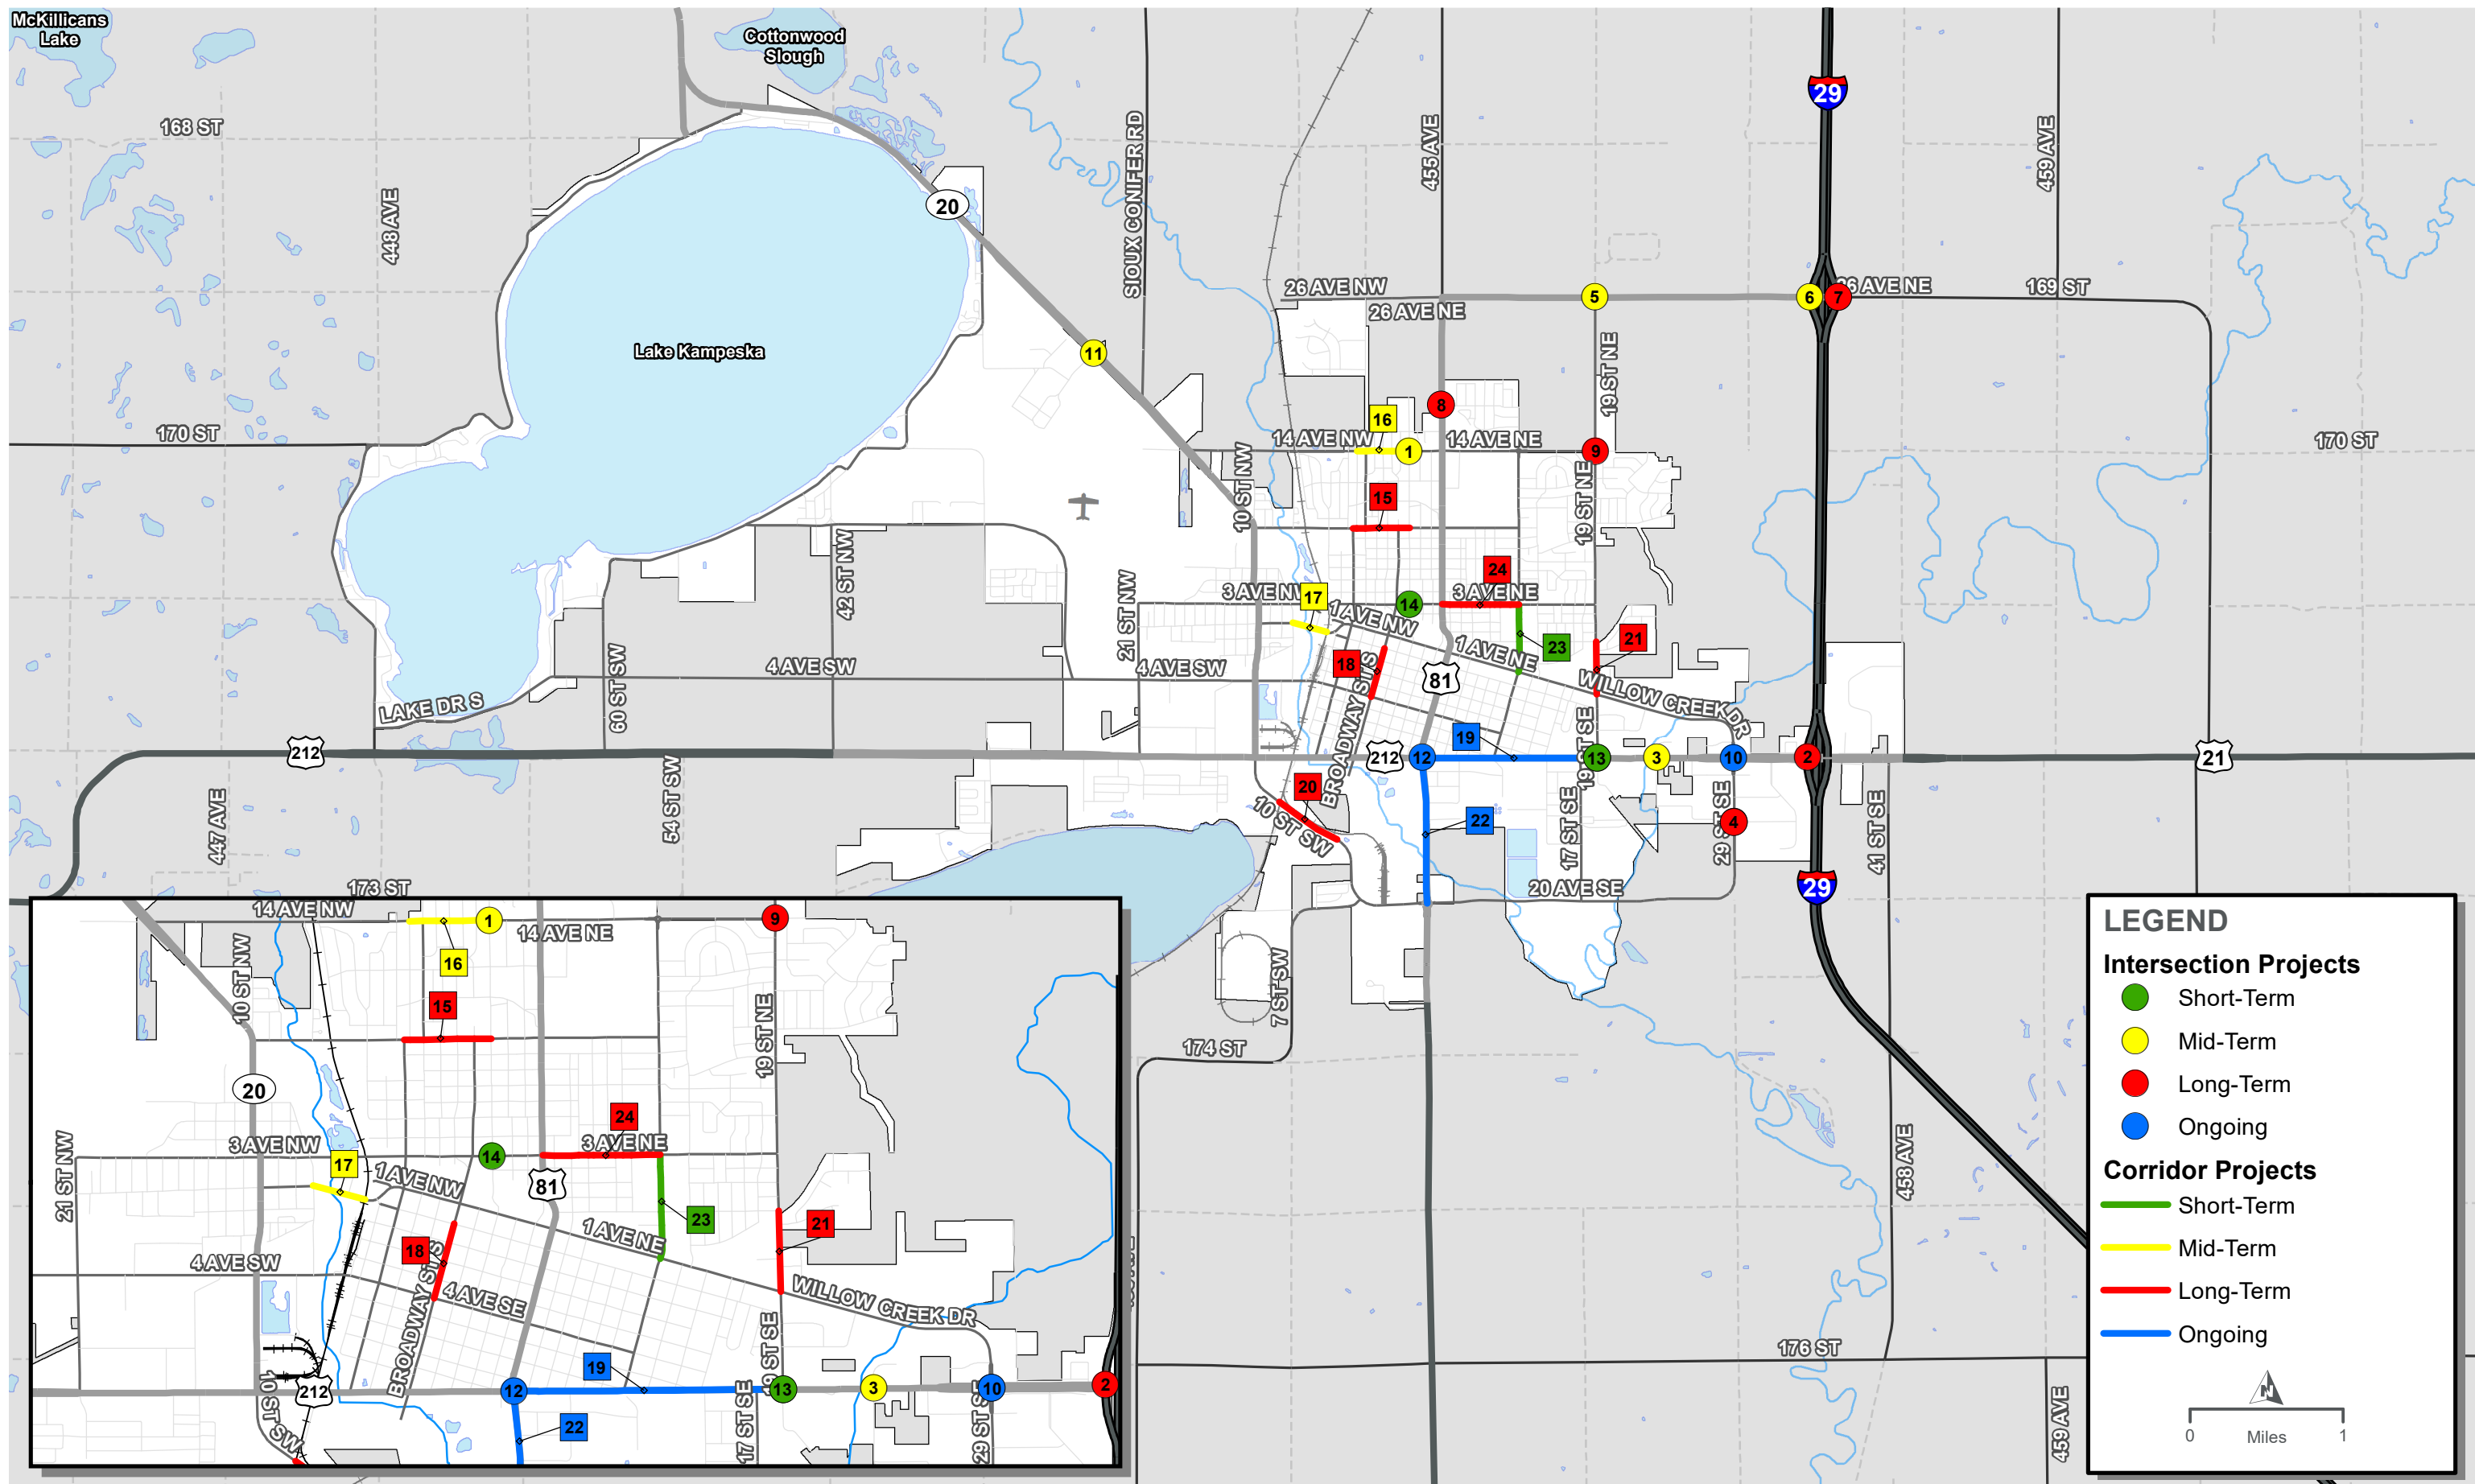 McKillicans
Lake
Cottonwood
Slough
29
168 ST
SIOUX CONIFER RD
455 AVE
459 AVE
448 AVE
20
26 AVE NW
5
6
7
26 AVE NE
169 ST
26 AVE NE
Lake Kampeska
11
19 ST NE
8
16
170 ST
14 AVE NW
1
14 AVE NE
9
170 ST
10 ST NW
15
19 ST NE
42 ST NW
21 ST NW
24
3 AVE NW
17
14
3 AVE NE
1 AVE NW
23
21
1 AVE NE
18
4 AVE SW
4 AVE SW
81
WILLOW CREEK DR
60 ST SW
LAKE DR S
BROADWAY ST S
19
19 ST SE
212
212
12
13
3
10
2
21
54 ST SW
447 AVE
20
10 ST SW
22
17 ST SE
29 ST SE
4
41 ST SE
173 ST
20 AVE SE
29
7 ST SW
174 ST
458 AVE
176 ST
459 AVE
14 AVE NW
1
14 AVE NE
9
10 ST NW
16
15
19 ST NE
20
24
3 AVE NW
3 AVE NE
21 ST NW
17
14
1 AVE NW
81
23
21
1 AVE NE
18
4 AVE SW
BROADWAY ST S
4 AVE SE
WILLOW CREEK DR
19 ST SE
19
212
12
13
3
10
2
10 ST SW
22
17 ST SE
29 ST SE
LEGEND
Intersection Projects
Short-Term
Mid-Term
Long-Term
Ongoing
Corridor Projects
Short-Term
Mid-Term
Long-Term
Ongoing
N
0 Miles 1